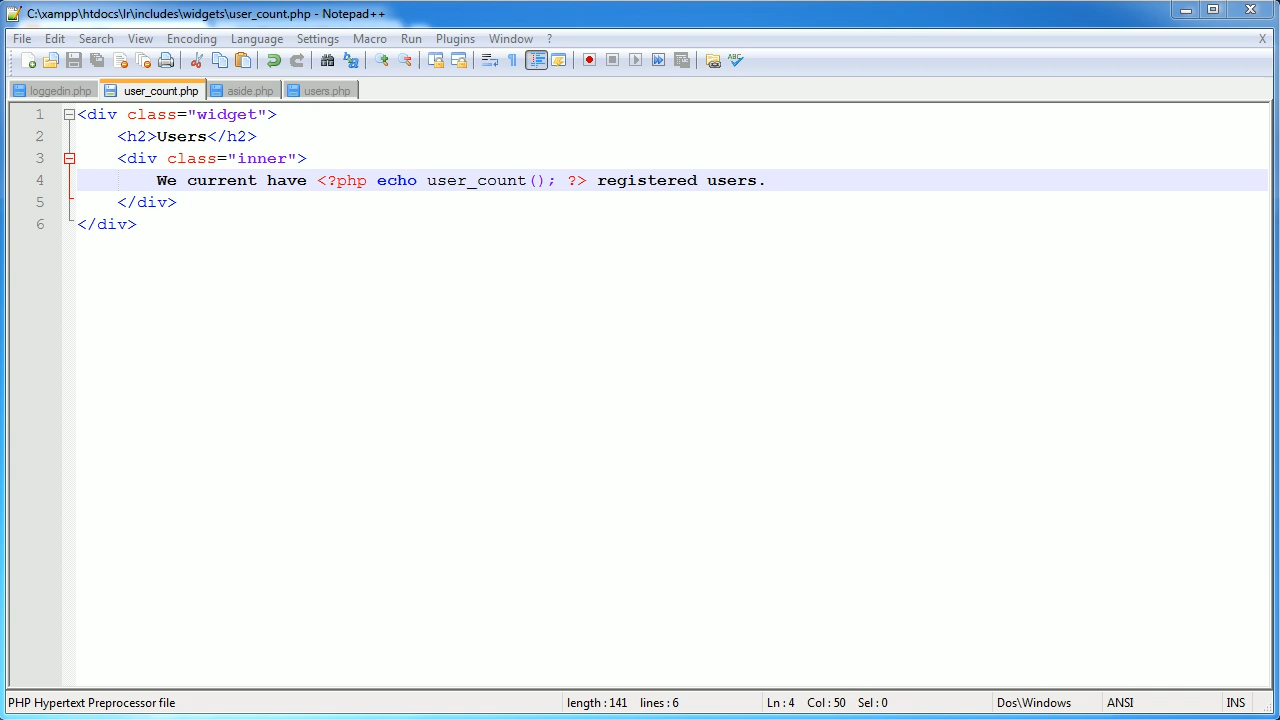 C:\xampp\htdocs\lr\includes\widgets\user_count.php - Notepad++
File Edit Search View Encoding Language Settings Macro Run Plugins Window ? X
loggedin.php user_count.php aside.php users.php
1 <div class="widget">
2 <h2>Users</h2>
3 <div class="inner">
4 We current have <?php echo user_count(); ?> registered users.
5 </div>
6 </div>
PHP Hypertext Preprocessor file length : 141 lines : 6 Ln : 4 Col : 50 Sel : 0 Dos\Windows ANSI INS